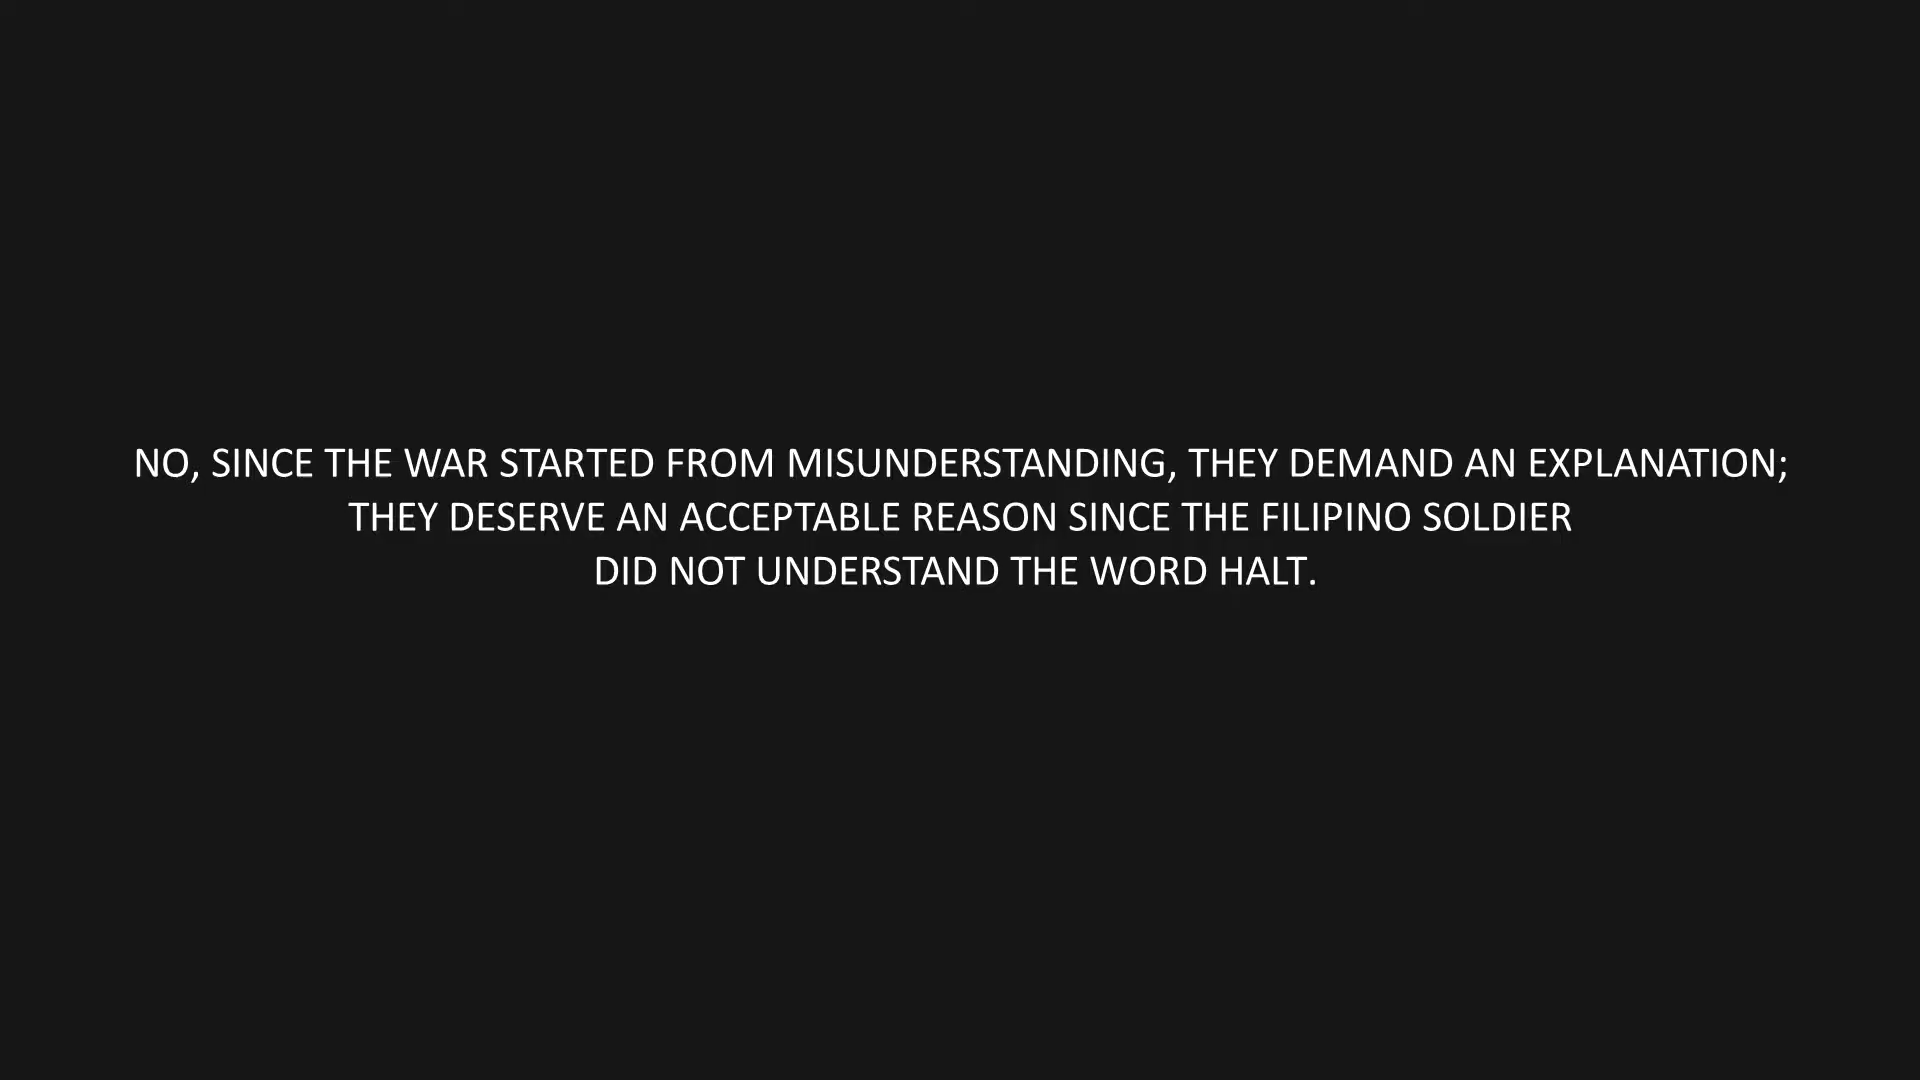 NO, SINCE THE WAR STARTED FROM MISUNDERSTANDING, THEY DEMAND AN EXPLANATION;
THEY DESERVE AN ACCEPTABLE REASON SINCE THE FILIPINO SOLDIER
DID NOT UNDERSTAND THE WORD HALT.